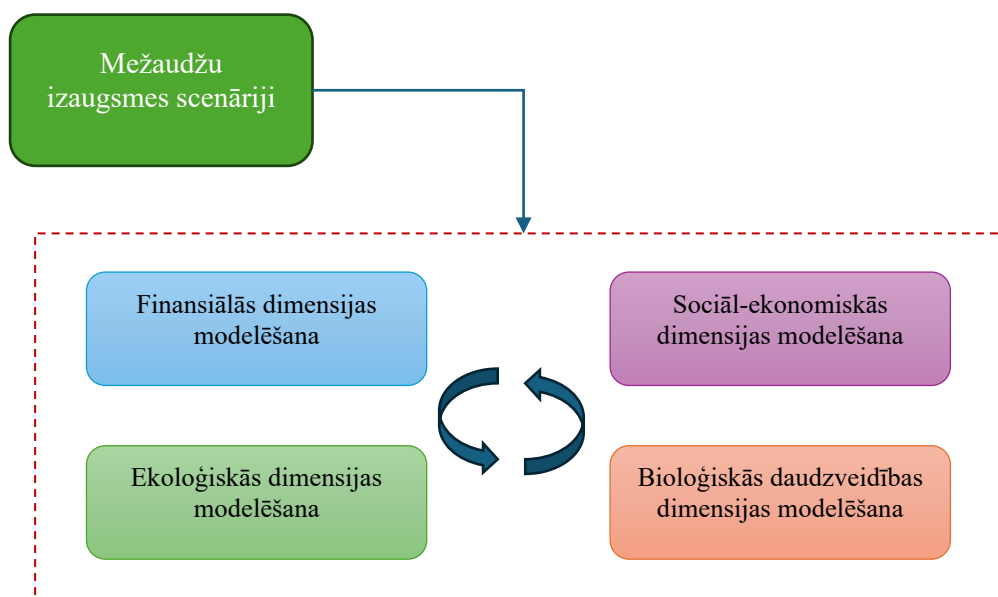 Mežaudžu
izaugsmes scenāriji
Finansiālās dimensijas
modelēšana
Sociāl-ekonomiskās
dimensijas modelēšana
Ekoloģiskās dimensijas
modelēšana
Bioloģiskās daudzveidības
dimensijas modelēšana